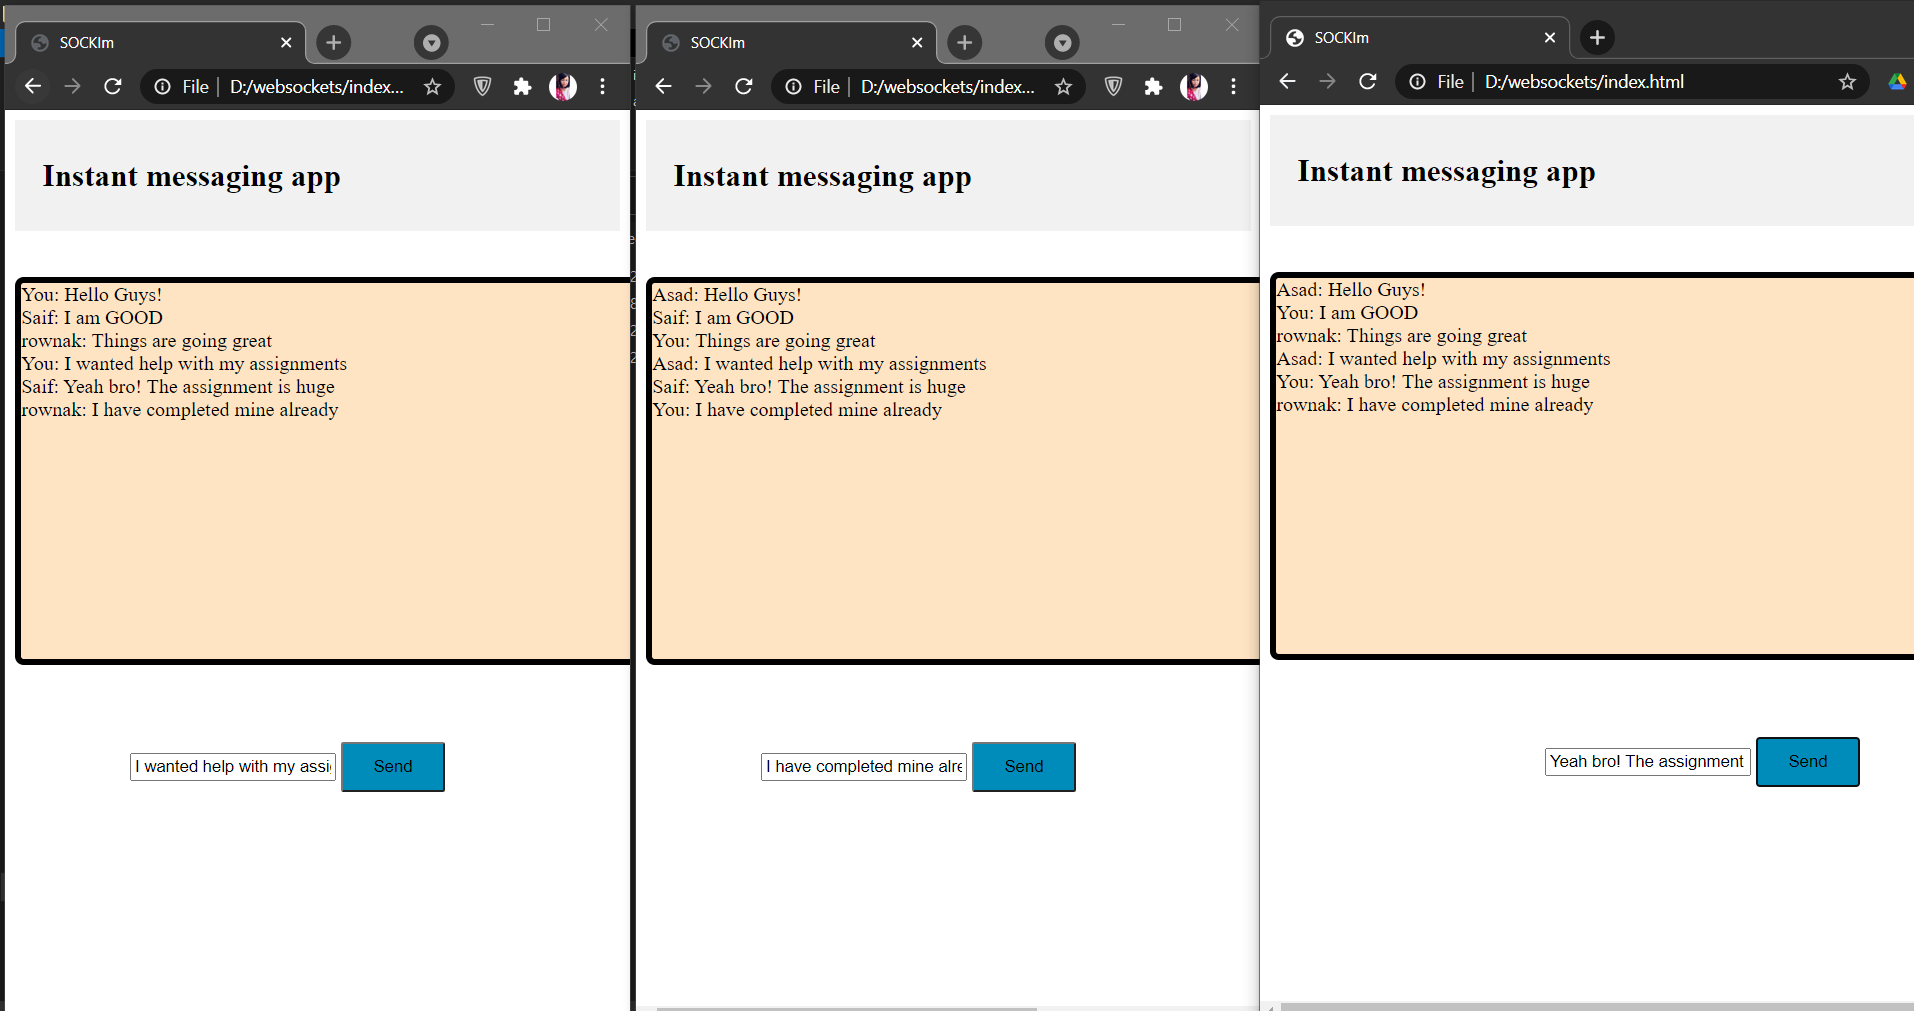 SOCKIm
File D:/websockets/index...
Instant messaging app
You: Hello Guys!
Saif: I am GOOD
rownak: Things are going great
You: I wanted help with my assignments
Saif: Yeah bro! The assignment is huge
rownak: I have completed mine already
I wanted help with my assi
Send
SOCKIm
File D:/websockets/index...
Instant messaging app
Asad: Hello Guys!
Saif: I am GOOD
You: Things are going great
Asad: I wanted help with my assignments
Saif: Yeah bro! The assignment is huge
You: I have completed mine already
I have completed mine alre
Send
SOCKIm
File D:/websockets/index.html
Instant messaging app
Asad: Hello Guys!
You: I am GOOD
rownak: Things are going great
Asad: I wanted help with my assignments
You: Yeah bro! The assignment is huge
rownak: I have completed mine already
Yeah bro! The assignment
Send